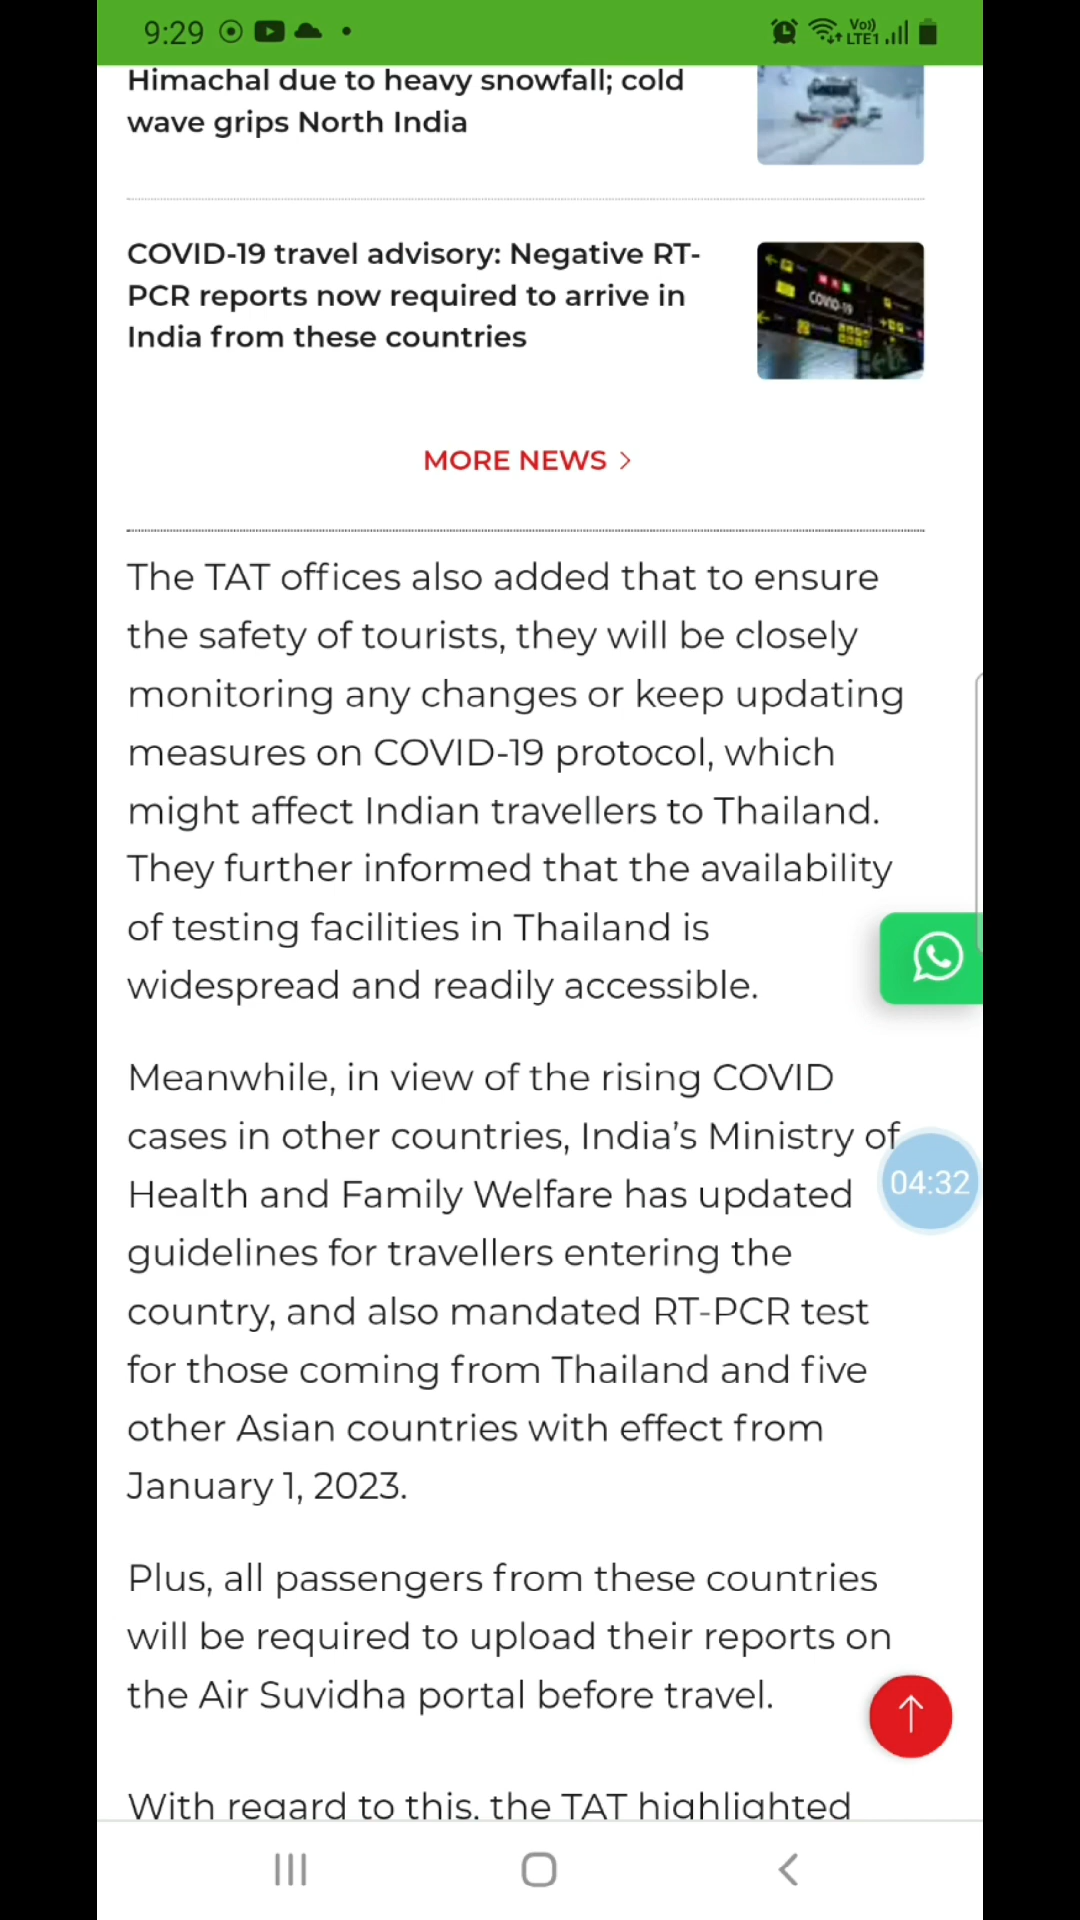 9:29
Vo))
LTE1
Himachal due to heavy snowfall; cold
wave grips North India
COVID-19 travel advisory: Negative RT-
PCR reports now required to arrive in
India from these countries
COVID-19
MORE NEWS >
The TAT offices also added that to ensure
the safety of tourists, they will be closely
monitoring any changes or keep updating
measures on COVID-19 protocol, which
might affect Indian travellers to Thailand.
They further informed that the availability
of testing facilities in Thailand is
widespread and readily accessible.
Meanwhile, in view of the rising COVID
cases in other countries, India’s Ministry of
Health and Family Welfare has updated
04:32
guidelines for travellers entering the
country, and also mandated RT-PCR test
for those coming from Thailand and five
other Asian countries with effect from
January 1, 2023.
Plus, all passengers from these countries
will be required to upload their reports on
the Air Suvidha portal before travel.
With regard to this, the TAT highlighted